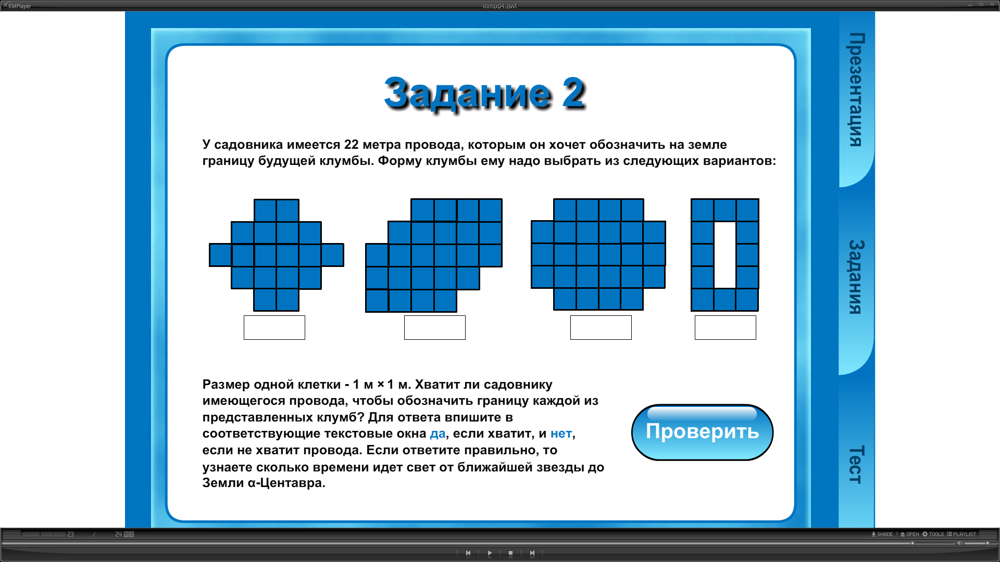 KMPlayer
inmod4.swf
Презентация
Задание 2
У садовника имеется 22 метра провода, которым он хочет обозначить на земле
границу будущей клумбы. Форму клумбы ему надо выбрать из следующих вариантов:
Задания
Размер одной клетки - 1 м × 1 м. Хватит ли садовнику
имеющегося провода, чтобы обозначить границу каждой из
представленных клумб? Для ответа впишите в
соответствующие текстовые окна да, если хватит, и нет,
если не хватит провода. Если ответите правильно, то
узнаете сколько времени идет свет от ближайшей звезды до
Земли α-Центавра.
Проверить
Тест
23 / 24 R S
SHADE OPEN TOOLS PLAYLIST